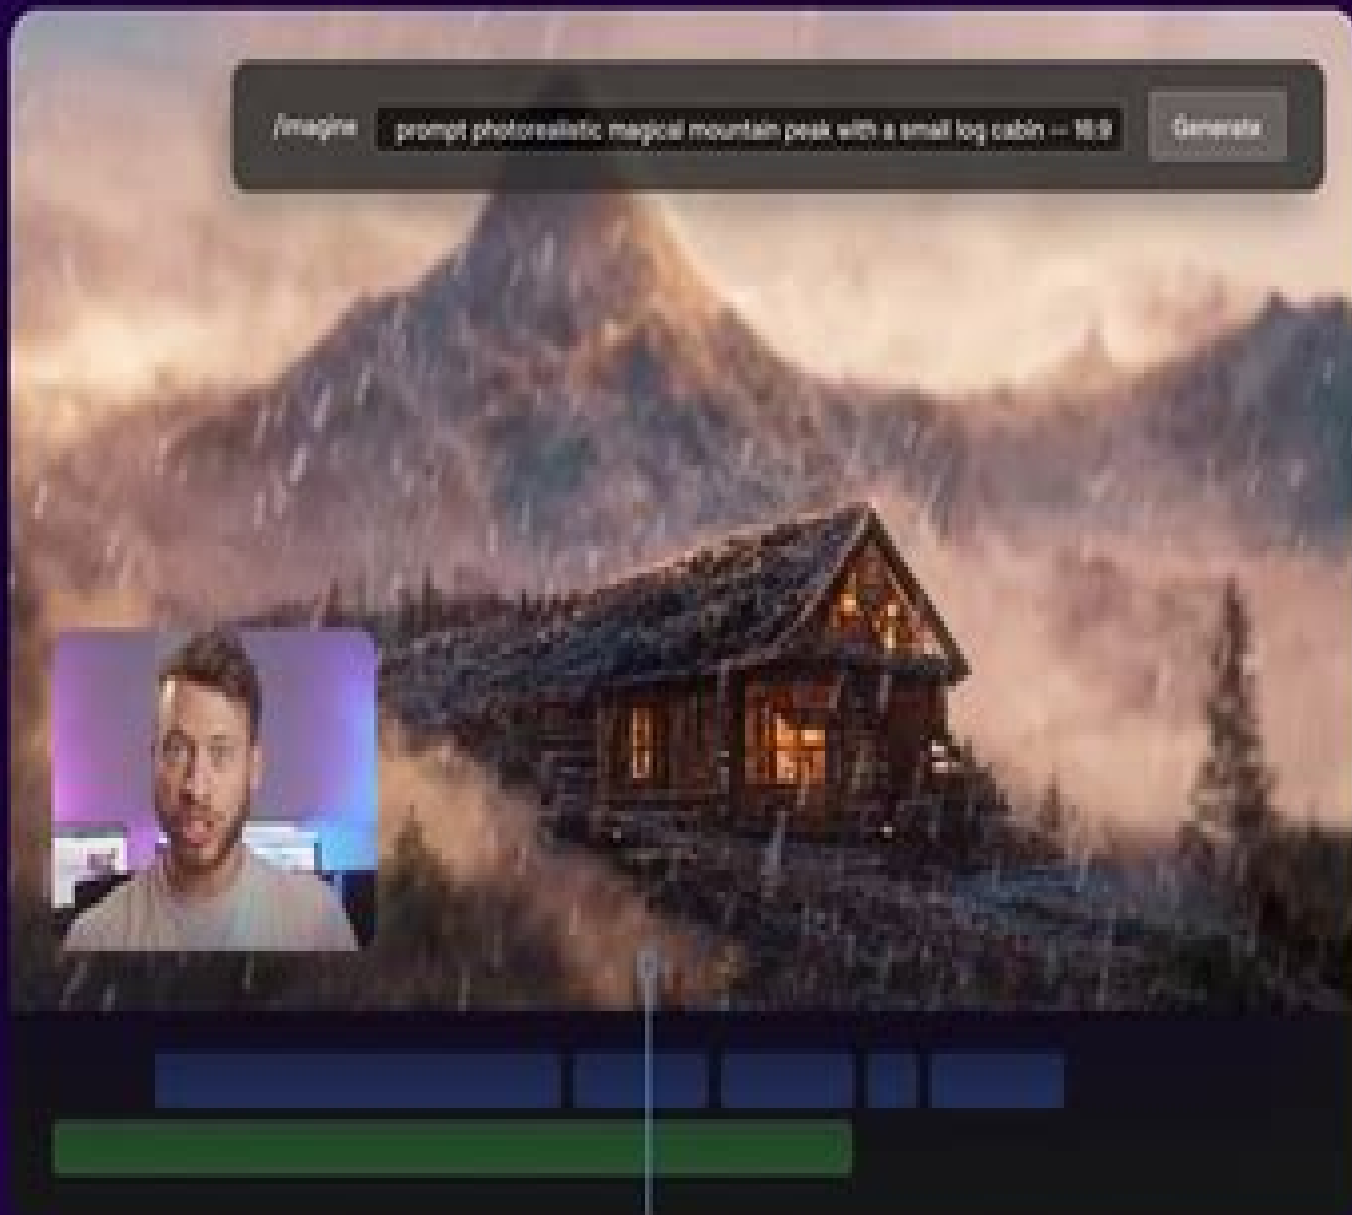 /imagine prompt photorealistic magical mountain peak with a small log cabin — 16:9 Generate